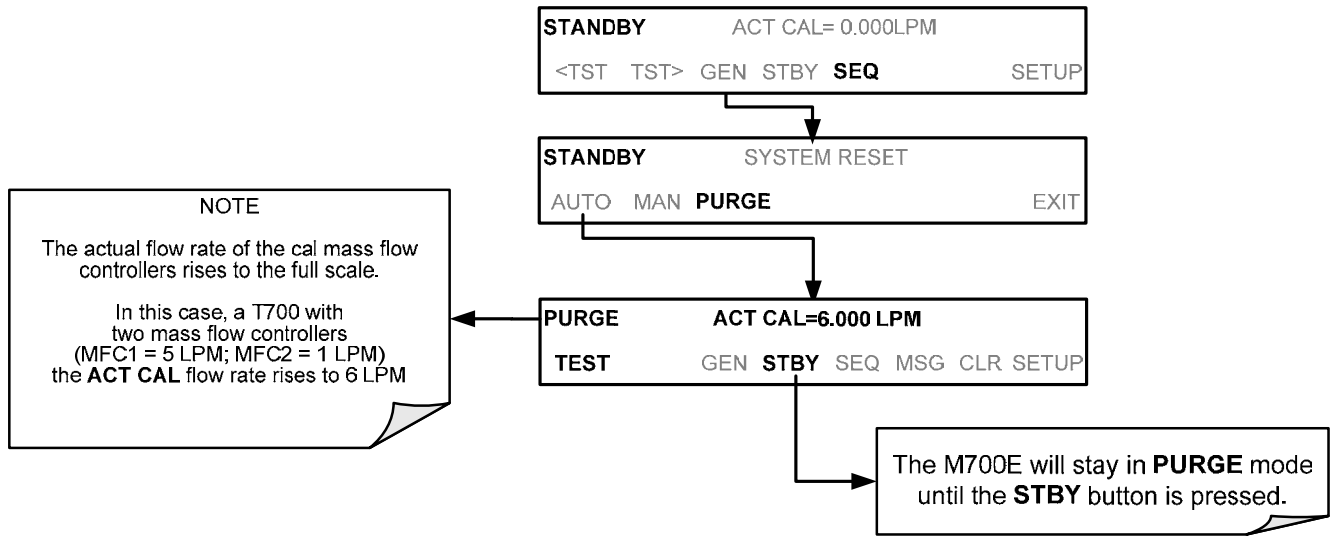 STANDBY ACT CAL= 0.000LPM
<TST TST> GEN STBY SEQ SETUP
STANDBY SYSTEM RESET
AUTO MAN PURGE EXIT
NOTE
The actual flow rate of the cal mass flow
controllers rises to the full scale.
In this case, a T700 with
two mass flow controllers
(MFC1 = 5 LPM; MFC2 = 1 LPM)
the ACT CAL flow rate rises to 6 LPM
PURGE ACT CAL=6.000 LPM
TEST GEN STBY SEQ MSG CLR SETUP
The M700E will stay in PURGE mode
until the STBY button is pressed.